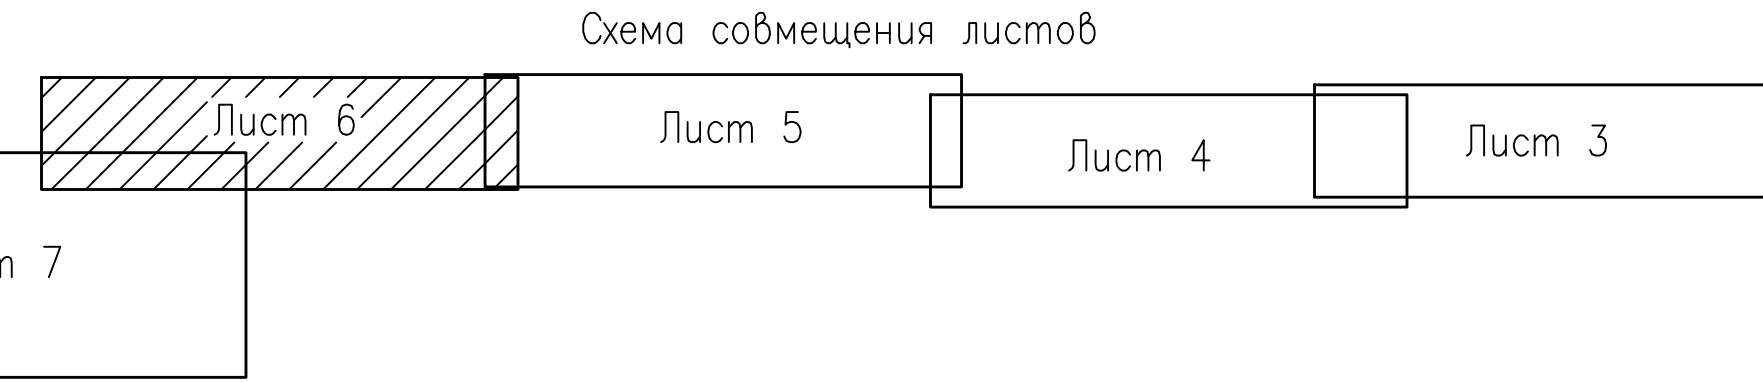 Схема совмещения листов
Лист 6
Лист 5
Лист 4
Лист 3
т 7